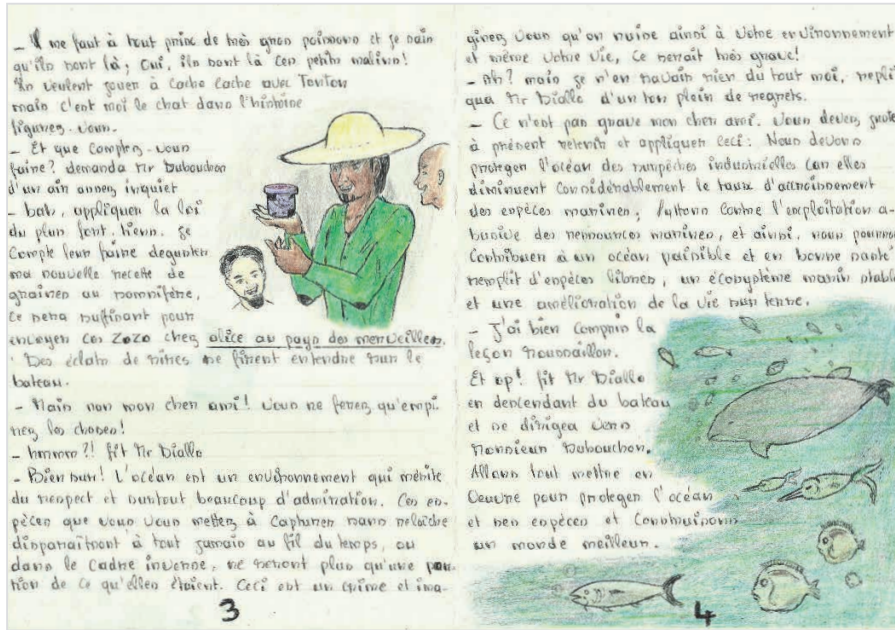 _ Il me faut à tout prix de très gros poissons et je sais
qu'ils sont là; Oui, ils sont là ces petits malins!
Ils veulent jouer à cache cache avec Tonton
mais c'est moi le chat dans l'histoire
figurez-vous.
- Et que comptez-vous
faire? demanda Mr Dubouchon
d'un air assez inquiet
- bah, appliquer la loi
du plus fort. tiens. Je
compte leur faire deguster
ma nouvelle recette de
graines au somnifère,
ce sera suffisant pour
envoyer ces zozo chez alice au pays des merveilles.
Des éclats de rires se firent entendre sur le
bateau.
- Mais non mon cher ami! Vous ne ferez qu'empi
rez les choses!
- hmmm?! fit Mr Diallo
- Bien sur! L'océan est un environnement qui mérite
du respect et surtout beaucoup d'admiration. Ces es-
pèces que vous vous mettez à capturer sans relâche
disparaîtront à tout jamais au fil du temps, ou
dans le cadre inverse, ne seront plus qu'une por-
tion de ce qu'elles étaient. Ceci est un crime et ima-
3
ginez vous qu'on nuise ainsi à votre environnement
et même votre vie, ce serait très grave!
- Ah? mais je n'en savais rien du tout moi, repli
qua Mr Diallo d'un ton plein de regrets.
- Ce n'est pas grave mon cher ami. Vous devez juste
à présent retenir et appliquer ceci: Nous devons
protéger l'océan des surpêches industrielles car elles
diminuent considérablement le taux d'accroissement
des espèces marines; luttons contre l'exploitation a-
busive des ressources marines, et ainsi, nous pourrons
contribuer à un océan paisible et en bonne santé
remplit d'espèces libres, un écosystème marin stable
et une amélioration de la vie sur terre.
- J'ai bien compris la
leçon moussaillon.
Et op! fit Mr Diallo
en descendant du bateau
et se dirigea vers
Monsieur Dubouchon.
Allons tout mettre en
oeuvre pour protéger l'océan
et ses espèces et construisons
un monde meilleur.
4